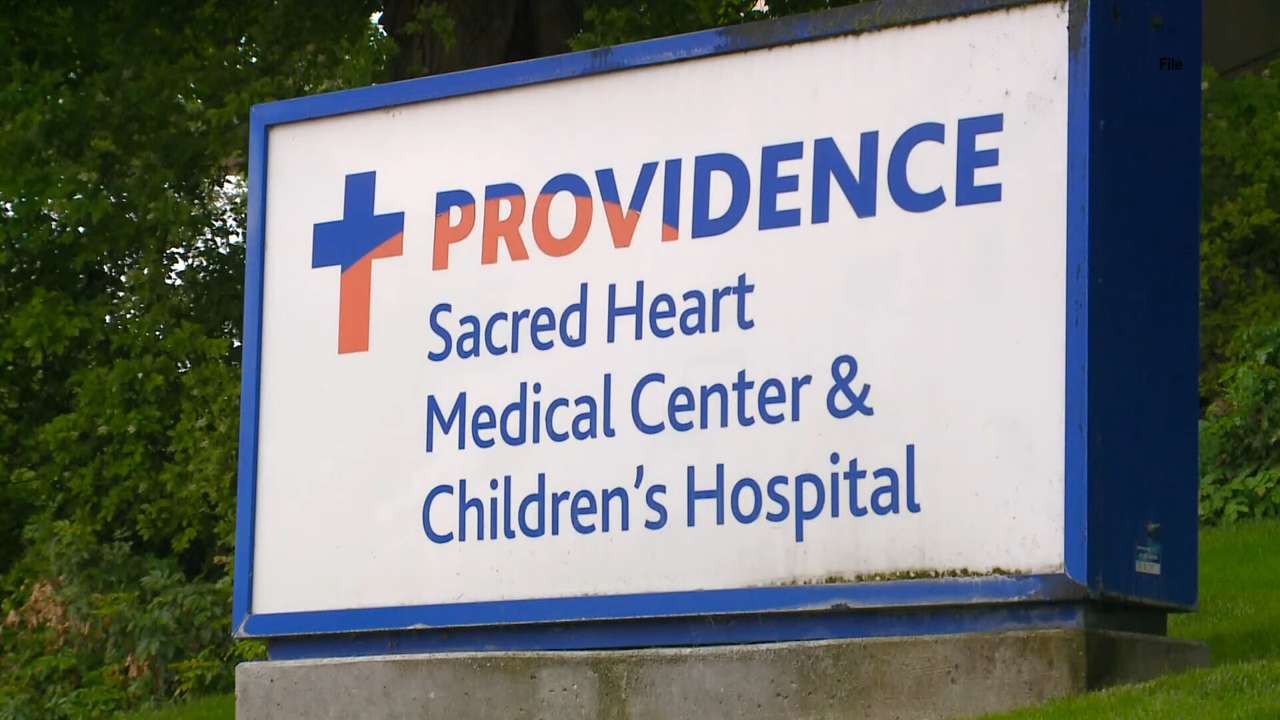 File
PROVIDENCE
Sacred Heart
Medical Center &
Children's Hospital